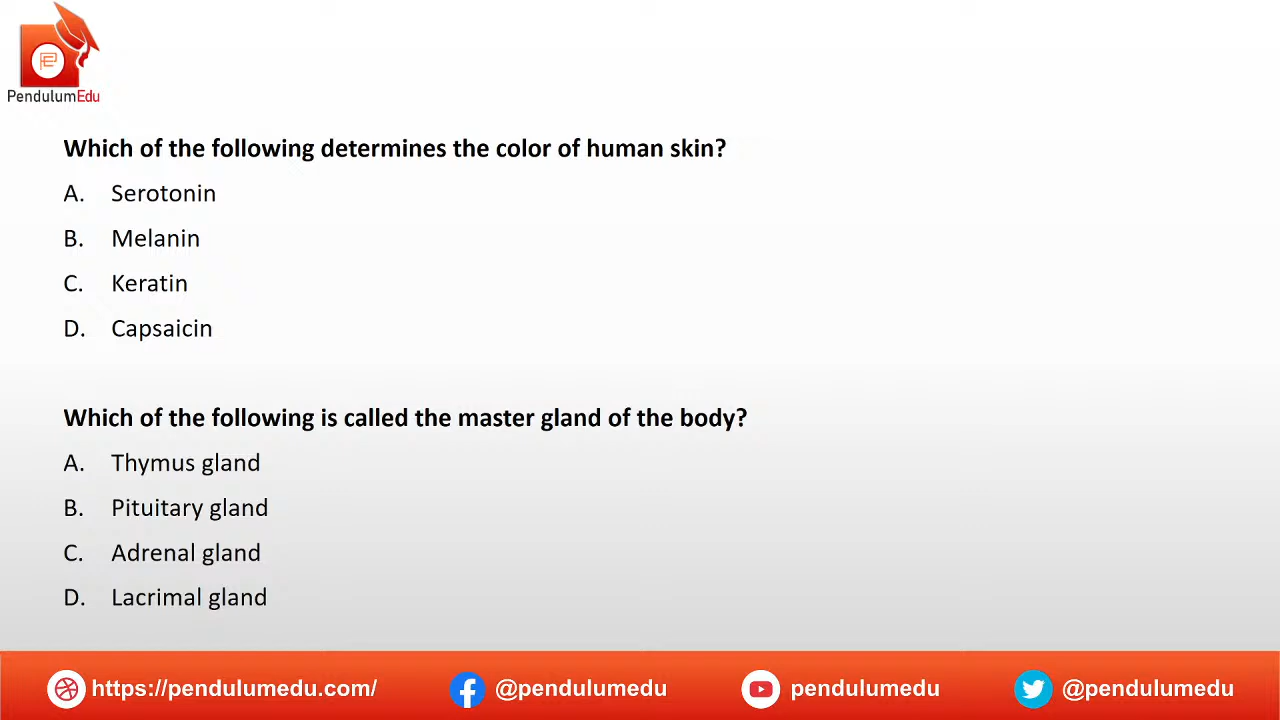 PendulumEdu
Which of the following determines the color of human skin?
A. Serotonin
B. Melanin
C. Keratin
D. Capsaicin
Which of the following is called the master gland of the body?
A. Thymus gland
B. Pituitary gland
C. Adrenal gland
D. Lacrimal gland
https://pendulumedu.com/ @pendulumedu pendulumedu @pendulumedu